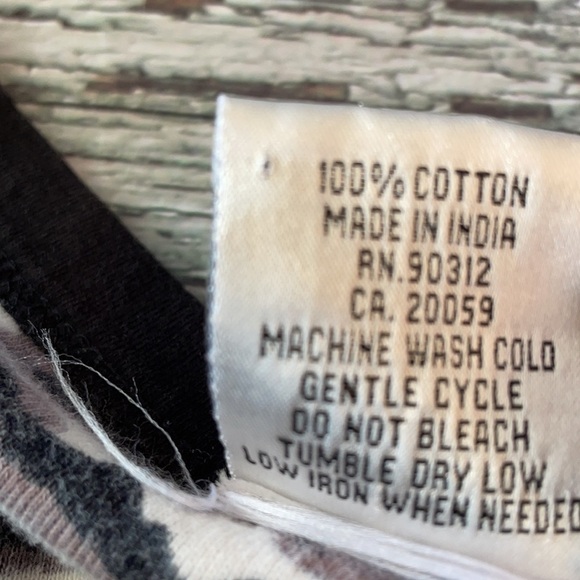 100% COTTON
MADE IN INDIA
RN.90312
CA. 20059
MACHINE WASH COLD
GENTLE CYCLE
DO NOT BLEACH
TUMBLE DRY LOW
LOW IRON WHEN NEEDED